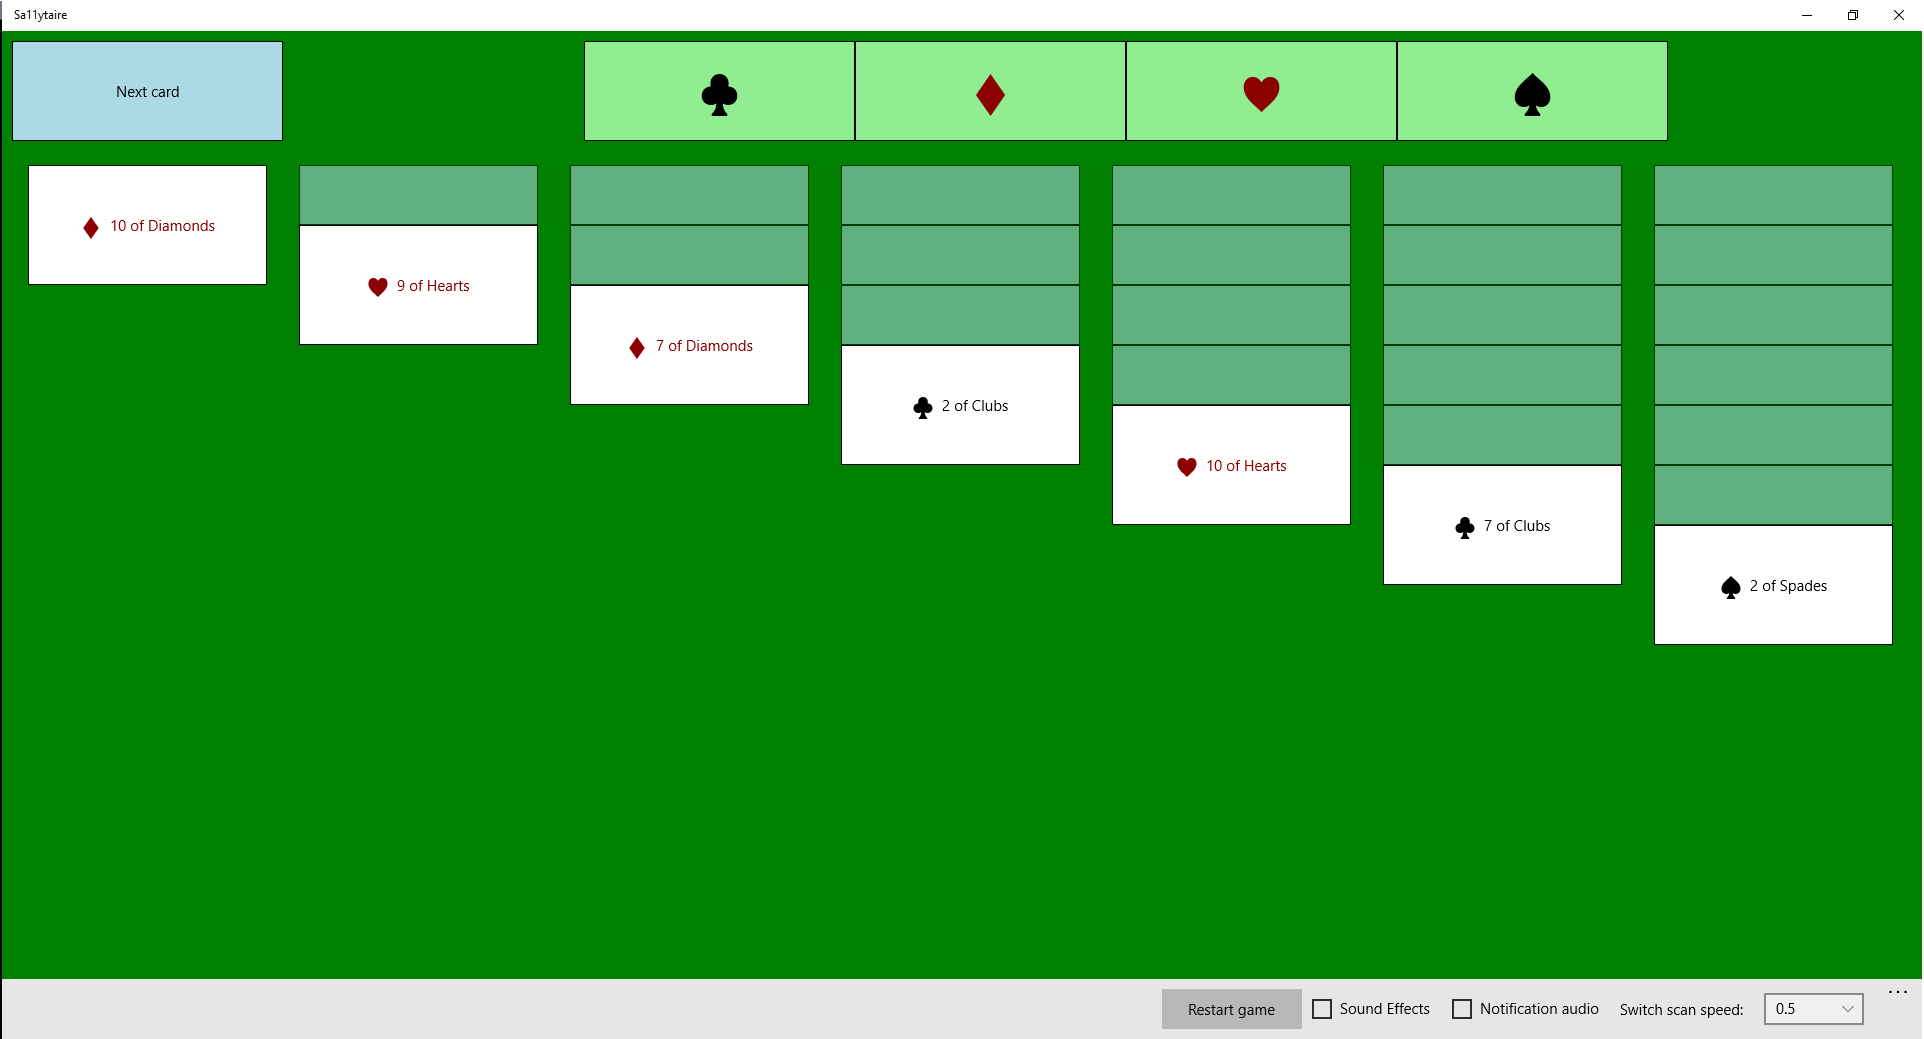 Sa11ytaire
Next card
10 of Diamonds
9 of Hearts
7 of Diamonds
2 of Clubs
10 of Hearts
7 of Clubs
2 of Spades
Restart game
Sound Effects
Notification audio
Switch scan speed:
0.5